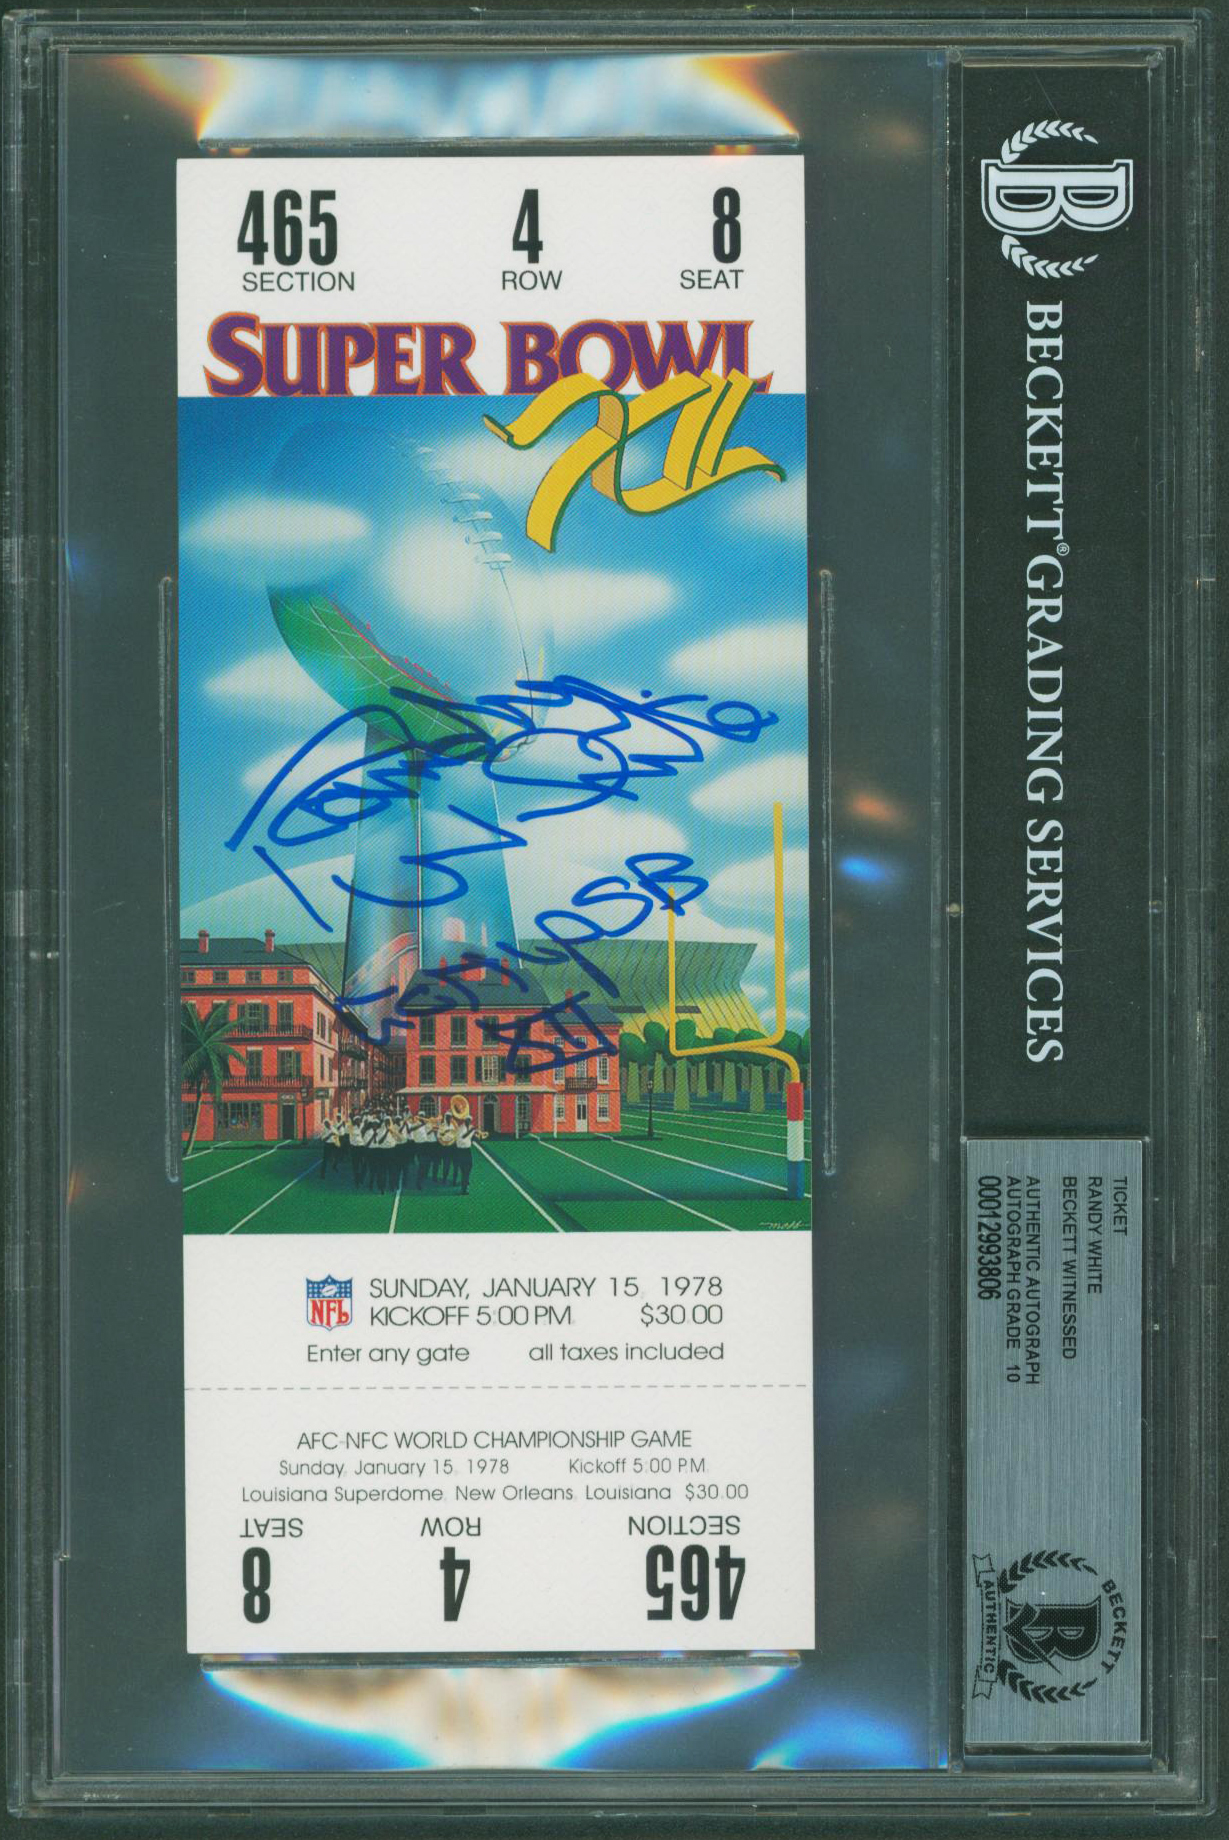 465 4 8
SECTION ROW SEAT
SUPER BOWL
XII
NFL
SUNDAY, JANUARY 15, 1978
KICKOFF 5:00 PM. $30.00
Enter any gate all taxes included
AFC-NFC WORLD CHAMPIONSHIP GAME
Sunday, January 15, 1978 Kickoff 5:00 P.M.
Louisiana Superdome, New Orleans, Louisiana $30.00
SECTION ROW SEAT
465 4 8
B
BECKETT® GRADING SERVICES
TICKET
RANDY WHITE
BECKETT WITNESSED
AUTHENTIC AUTOGRAPH
AUTOGRAPH GRADE 10
00012993806
BECKETT
AUTHENTIC